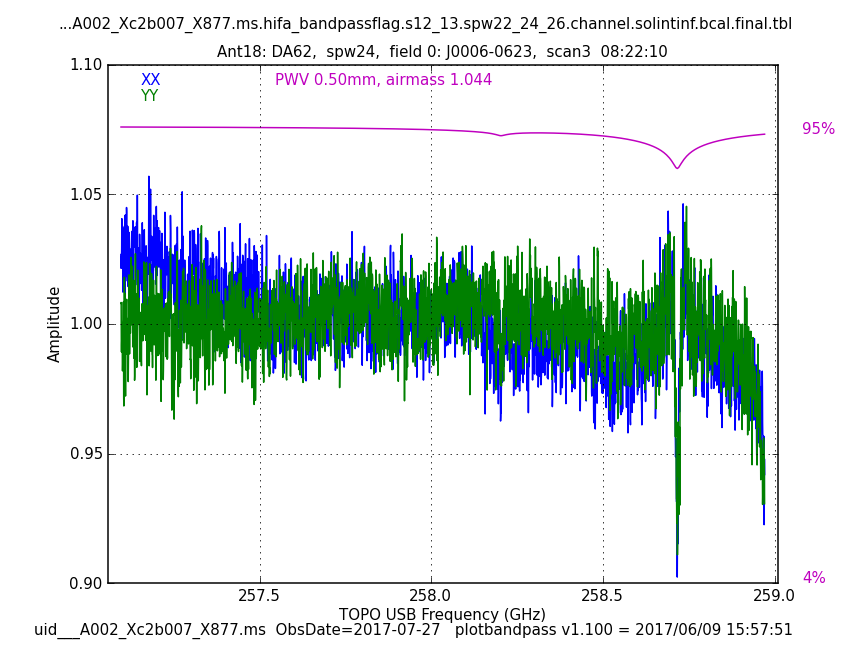 ...A002_Xc2b007_X877.ms.hifa_bandpassflag.s12_13.spw22_24_26.channel.solintinf.bcal.final.tbl
Ant18: DA62,  spw24,  field 0: J0006-0623,  scan3  08:22:10
1.10
XX
PWV 0.50mm, airmass 1.044
YY
95%
1.05
1.00
Amplitude
0.95
0.90
4%
257.5
258.0
258.5
259.0
TOPO USB Frequency (GHz)
uid___A002_Xc2b007_X877.ms  ObsDate=2017-07-27   plotbandpass v1.100 = 2017/06/09 15:57:51